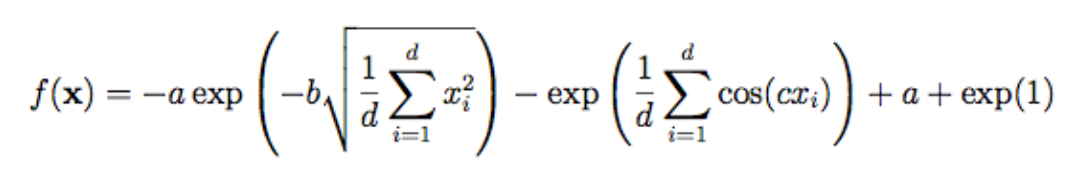 f(𝐱) = −a exp(−b√(1/d ∑_{i=1}^{d} x_i^2)) − exp(1/d ∑_{i=1}^{d} cos(cx_i)) + a + exp(1)